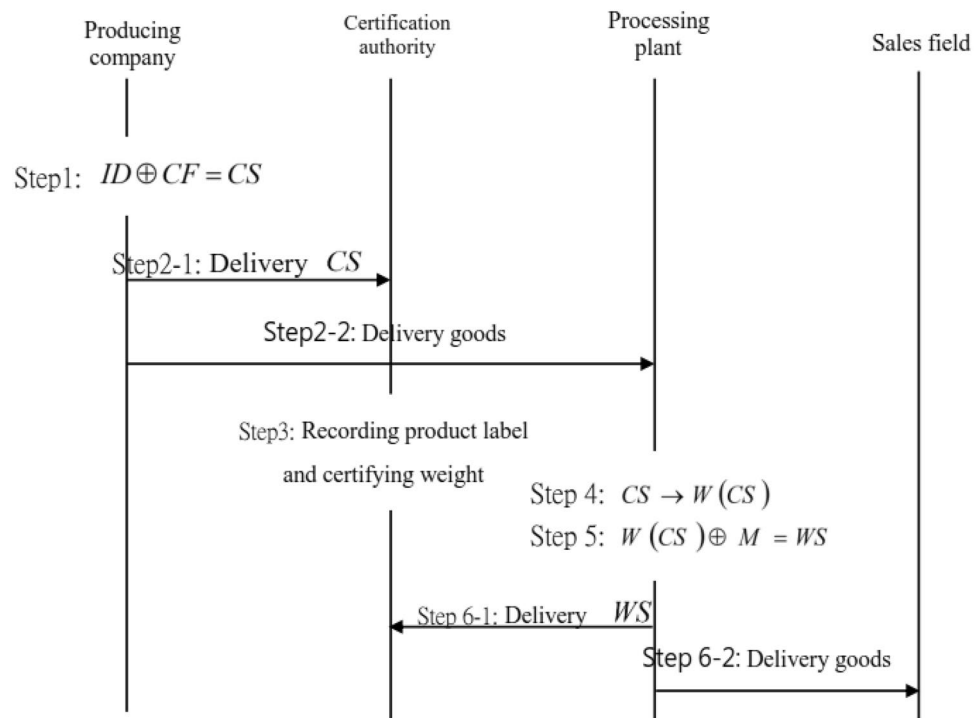 Producing
company
Certification
authority
Processing
plant
Sales field
Step1: ID⊕CF = CS
Step2-1: Delivery CS
Step2-2: Delivery goods
Step3: Recording product label
and certifying weight
Step 4: CS → W(CS)
Step 5: W(CS)⊕ M = WS
Step 6-1: Delivery WS
Step 6-2: Delivery goods